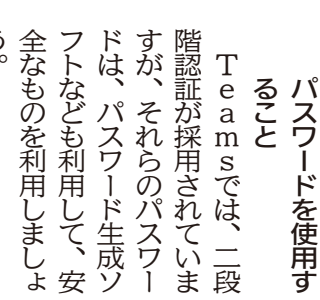 パスワードを使用す
ること
Teamsでは、二段
階認証が採用されていま
すが、それらのパスワー
ドは、パスワード生成ソ
フトなども利用して、安
全なものを利用しましょ
う。